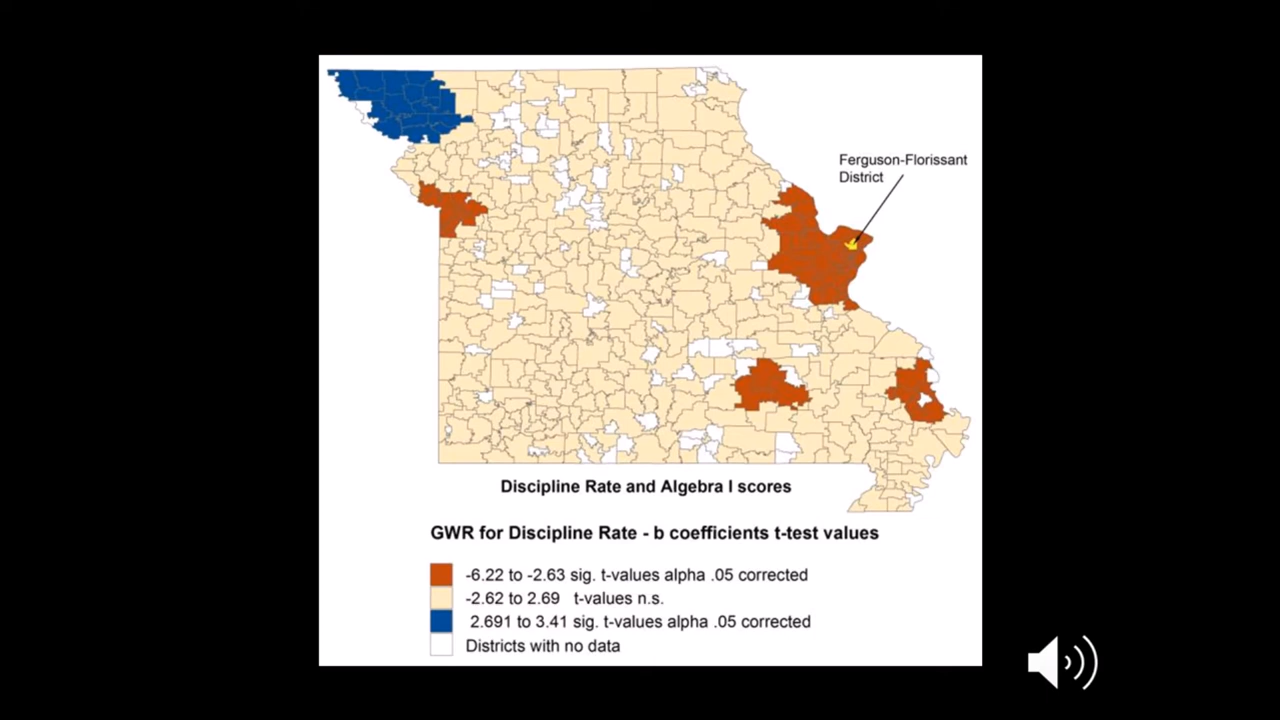 Ferguson-Florissant
District
Discipline Rate and Algebra I scores
GWR for Discipline Rate - b coefficients t-test values
-6.22 to -2.63 sig. t-values alpha .05 corrected
-2.62 to 2.69 t-values n.s.
2.691 to 3.41 sig. t-values alpha .05 corrected
Districts with no data